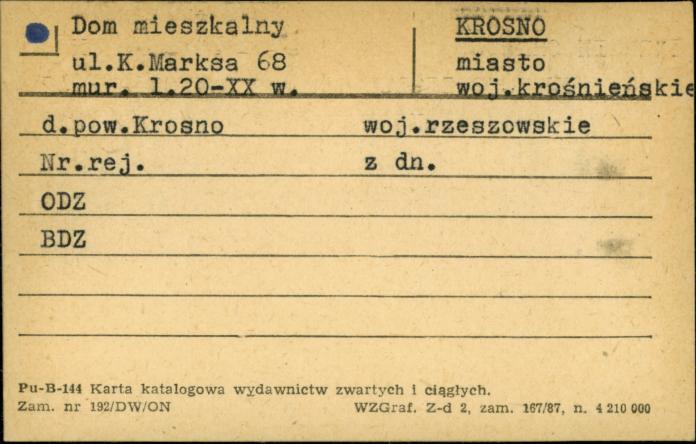 Dom mieszkalny
KROSNO
ul.K.Marksa 68
miasto
mur. l.20-XX w.
woj.krośnieńskie
d.pow.Krosno woj.rzeszowskie
Nr.rej. z dn.
ODZ
BDZ
Pu-B-144 Karta katalogowa wydawnictw zwartych i ciągłych.
Zam. nr 192/DW/ON WZGraf. Z-d 2, zam. 167/87, n. 4 210 000